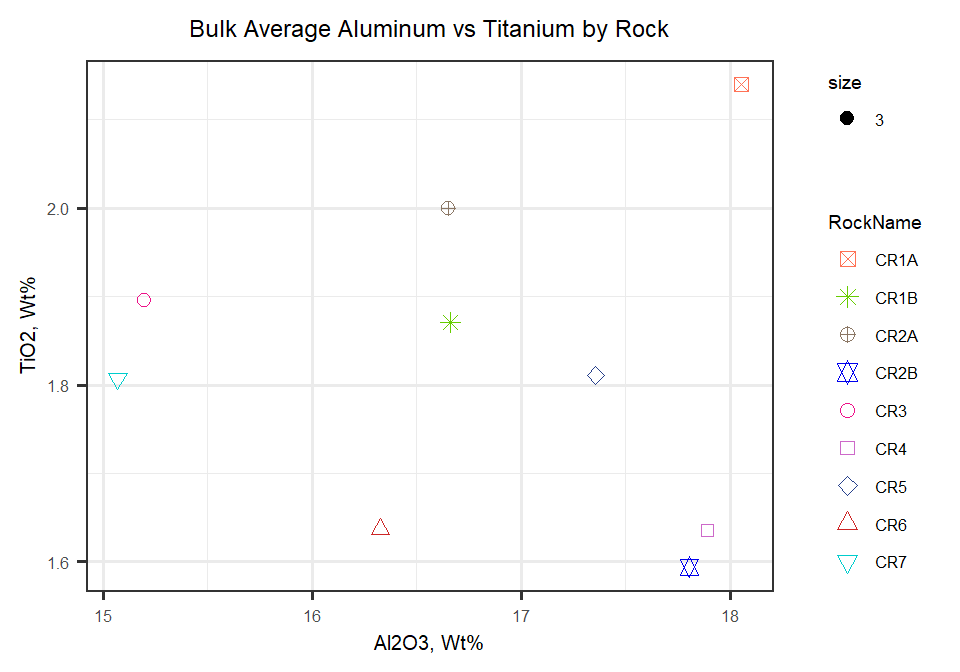 Bulk Average Aluminum vs Titanium by Rock
TiO2, Wt%
2.0
1.8
1.6
15
16
17
18
Al2O3, Wt%
size
3
RockName
CR1A
CR1B
CR2A
CR2B
CR3
CR4
CR5
CR6
CR7